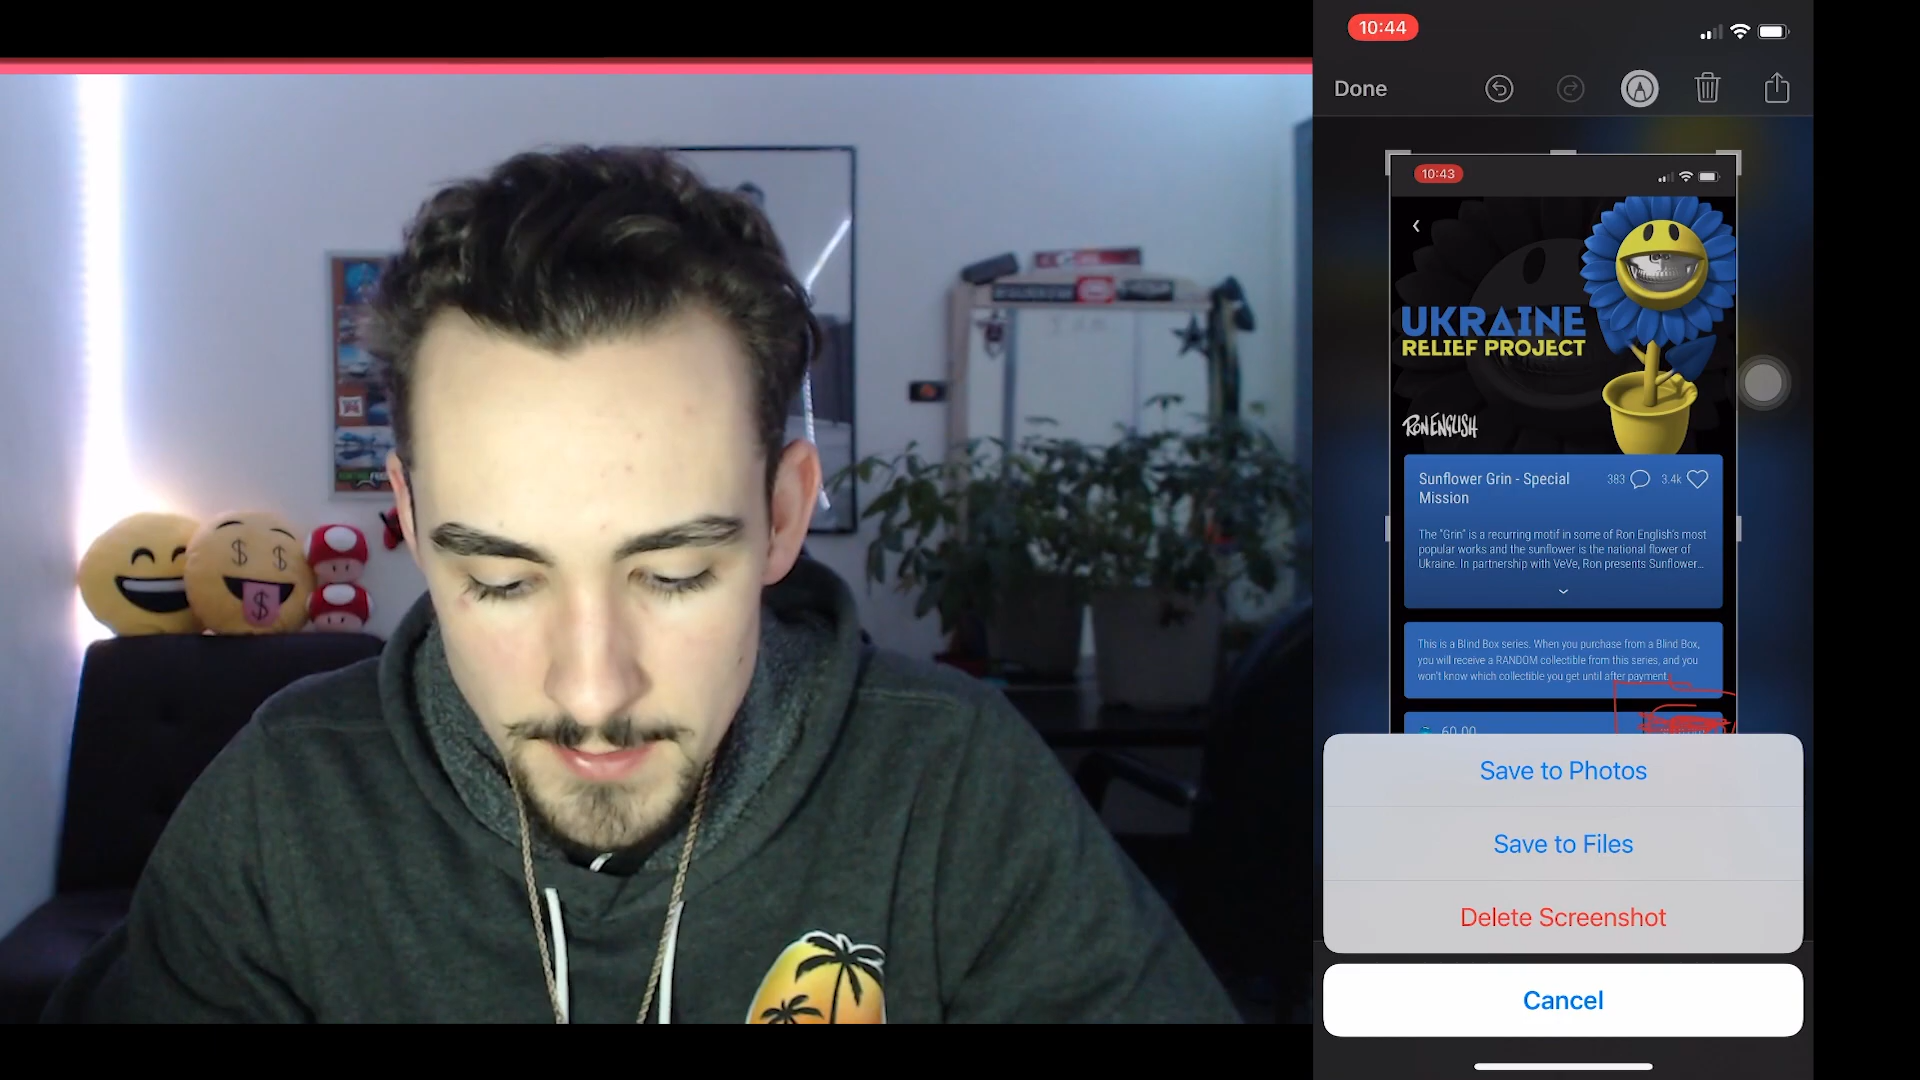 10:44
Done
10:43
UKRAINE
RELIEF PROJECT
RON ENGLISH
Sunflower Grin - Special
Mission
383
3.4k
The "Grin" is a recurring motif in some of Ron English's most
popular works and the sunflower is the national flower of
Ukraine. In partnership with VeVe, Ron presents Sunflower...
This is a Blind Box series. When you purchase from a Blind Box,
you will receive a RANDOM collectible from this series, and you
won't know which collectible you get until after payment.
60.00
Save to Photos
Save to Files
Delete Screenshot
Cancel